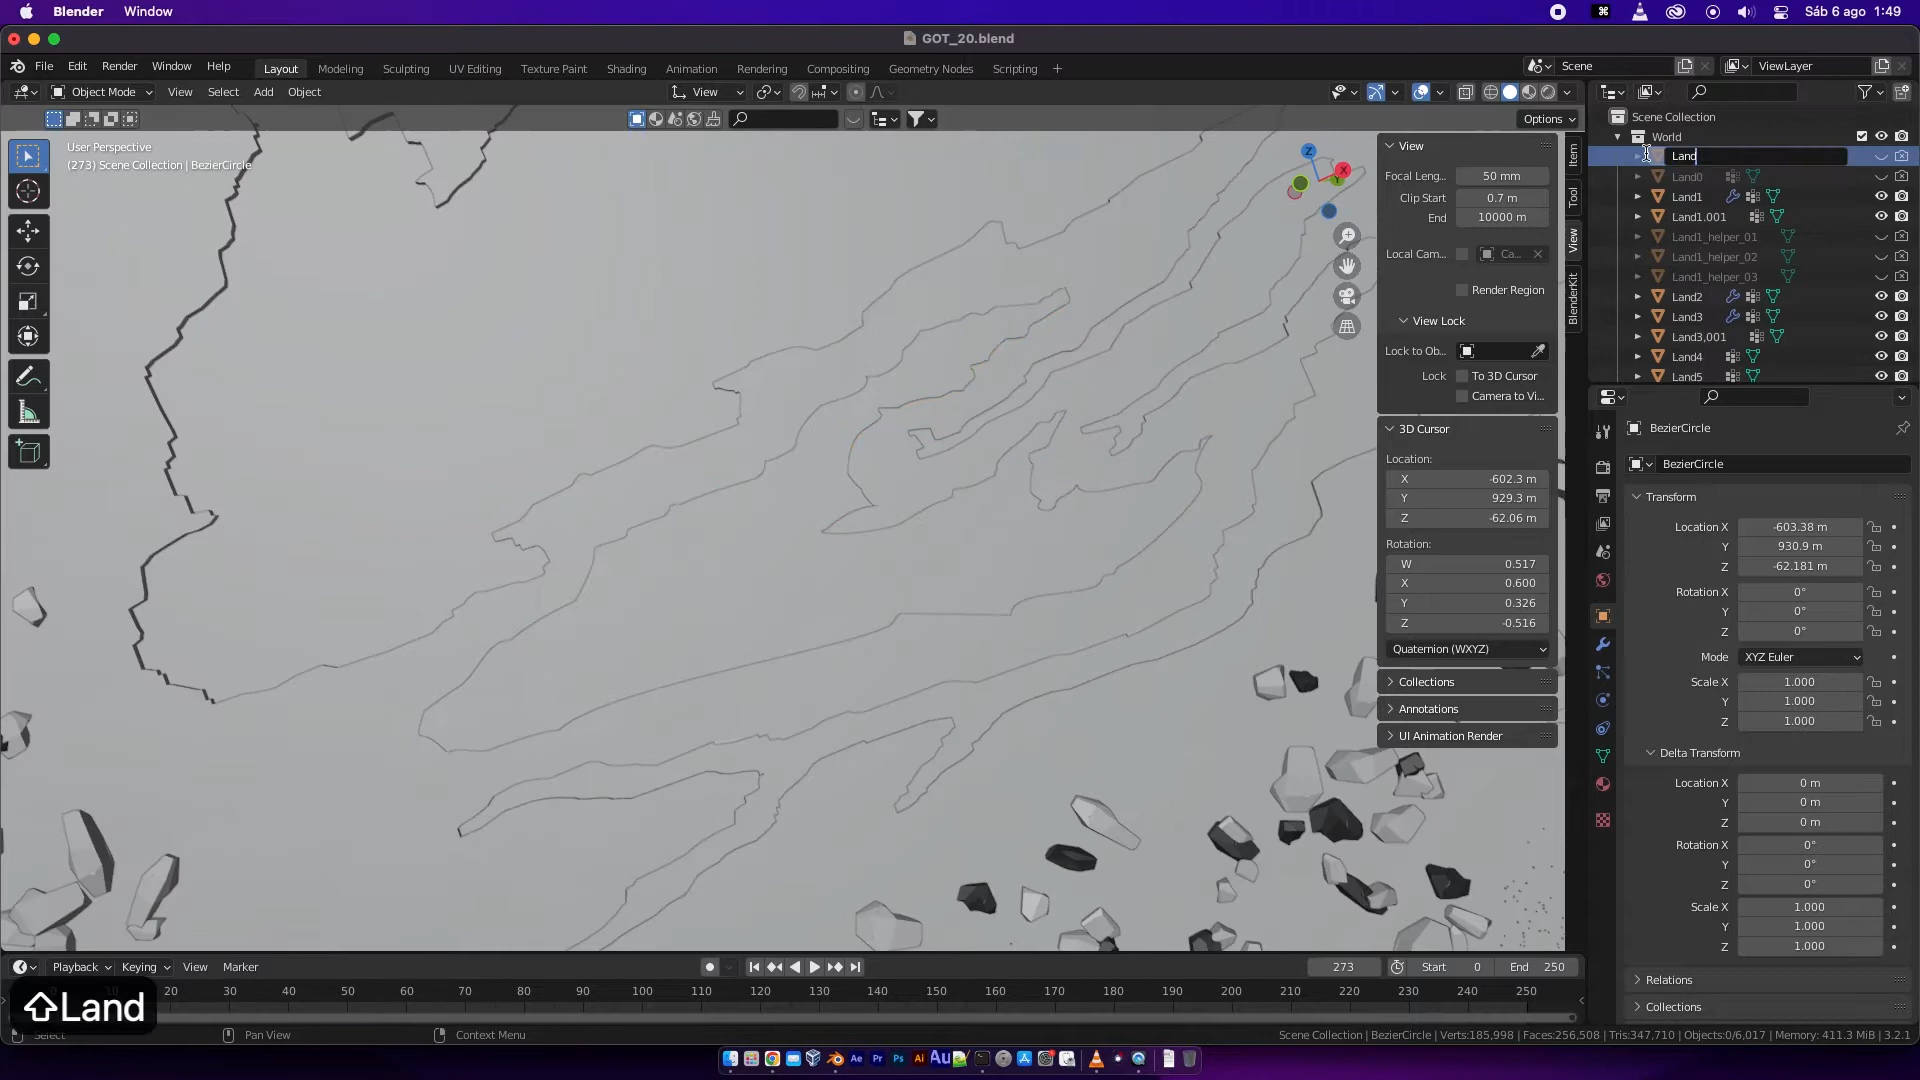 Blender Window Sáb 6 ago 1:49
GOT_20.blend
File Edit Render Window Help Layout Modeling Sculpting UV Editing Texture Paint Shading Animation Rendering Compositing Geometry Nodes Scripting + Scene ViewLayer
Object Mode View Select Add Object View
Options
User Perspective
(273) Scene Collection | BezierCircle
Z
X
Y
View
Focal Leng... 50 mm
Clip Start 0.7 m
End 10000 m
Local Cam... Ca...
Render Region
View Lock
Lock to Ob...
Lock To 3D Cursor
Camera to Vi...
3D Cursor
Location:
X -602.3 m
Y 929.3 m
Z -62.06 m
Rotation:
W 0.517
X 0.600
Y 0.326
Z -0.516
Quaternion (WXYZ)
Collections
Annotations
UI Animation Render
Item
Tool
View
BlenderKit
Scene Collection
World
Land
Land0
Land1
Land1.001
Land1_helper_01
Land1_helper_02
Land1_helper_03
Land2
Land3
Land3,001
Land4
Land5
BezierCircle
BezierCircle
Transform
Location X -603.38 m
Y 930.9 m
Z -62.181 m
Rotation X 0°
Y 0°
Z 0°
Mode XYZ Euler
Scale X 1.000
Y 1.000
Z 1.000
Delta Transform
Location X 0 m
Y 0 m
Z 0 m
Rotation X 0°
Y 0°
Z 0°
Scale X 1.000
Y 1.000
Z 1.000
Relations
Collections
Playback Keying View Marker 273 Start 0 End 250
10 20 30 40 50 60 70 80 90 100 110 120 130 140 150 160 170 180 190 200 210 220 230 240 250
⇧Land
Select Pan View Context Menu Scene Collection | BezierCircle | Verts:185,998 | Faces:256,508 | Tris:347,710 | Objects:0/6,017 | Memory: 411.3 MiB | 3.2.1
Ae Pr Ps Ai Au